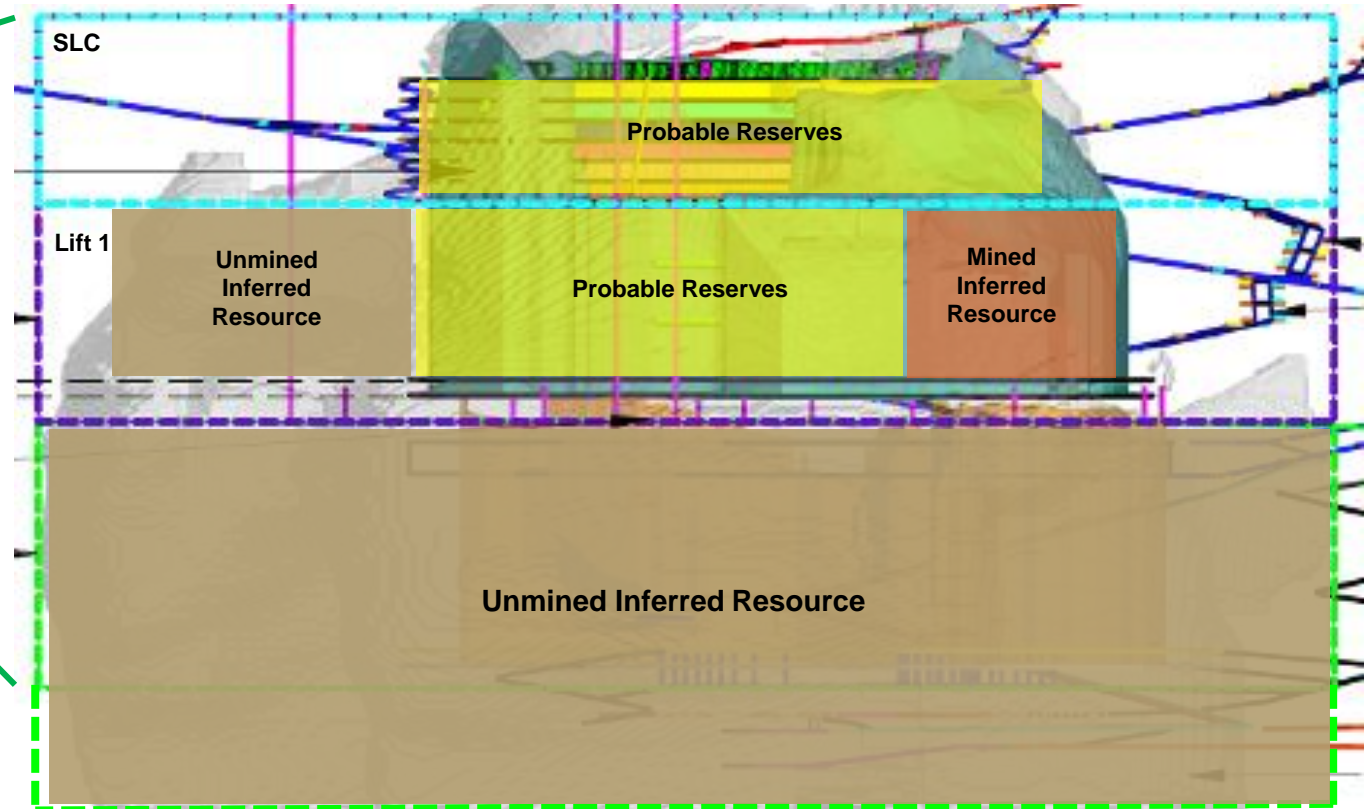 SLC
Probable Reserves
Lift 1
Unmined
Inferred
Resource
Probable Reserves
Mined
Inferred
Resource
Unmined Inferred Resource